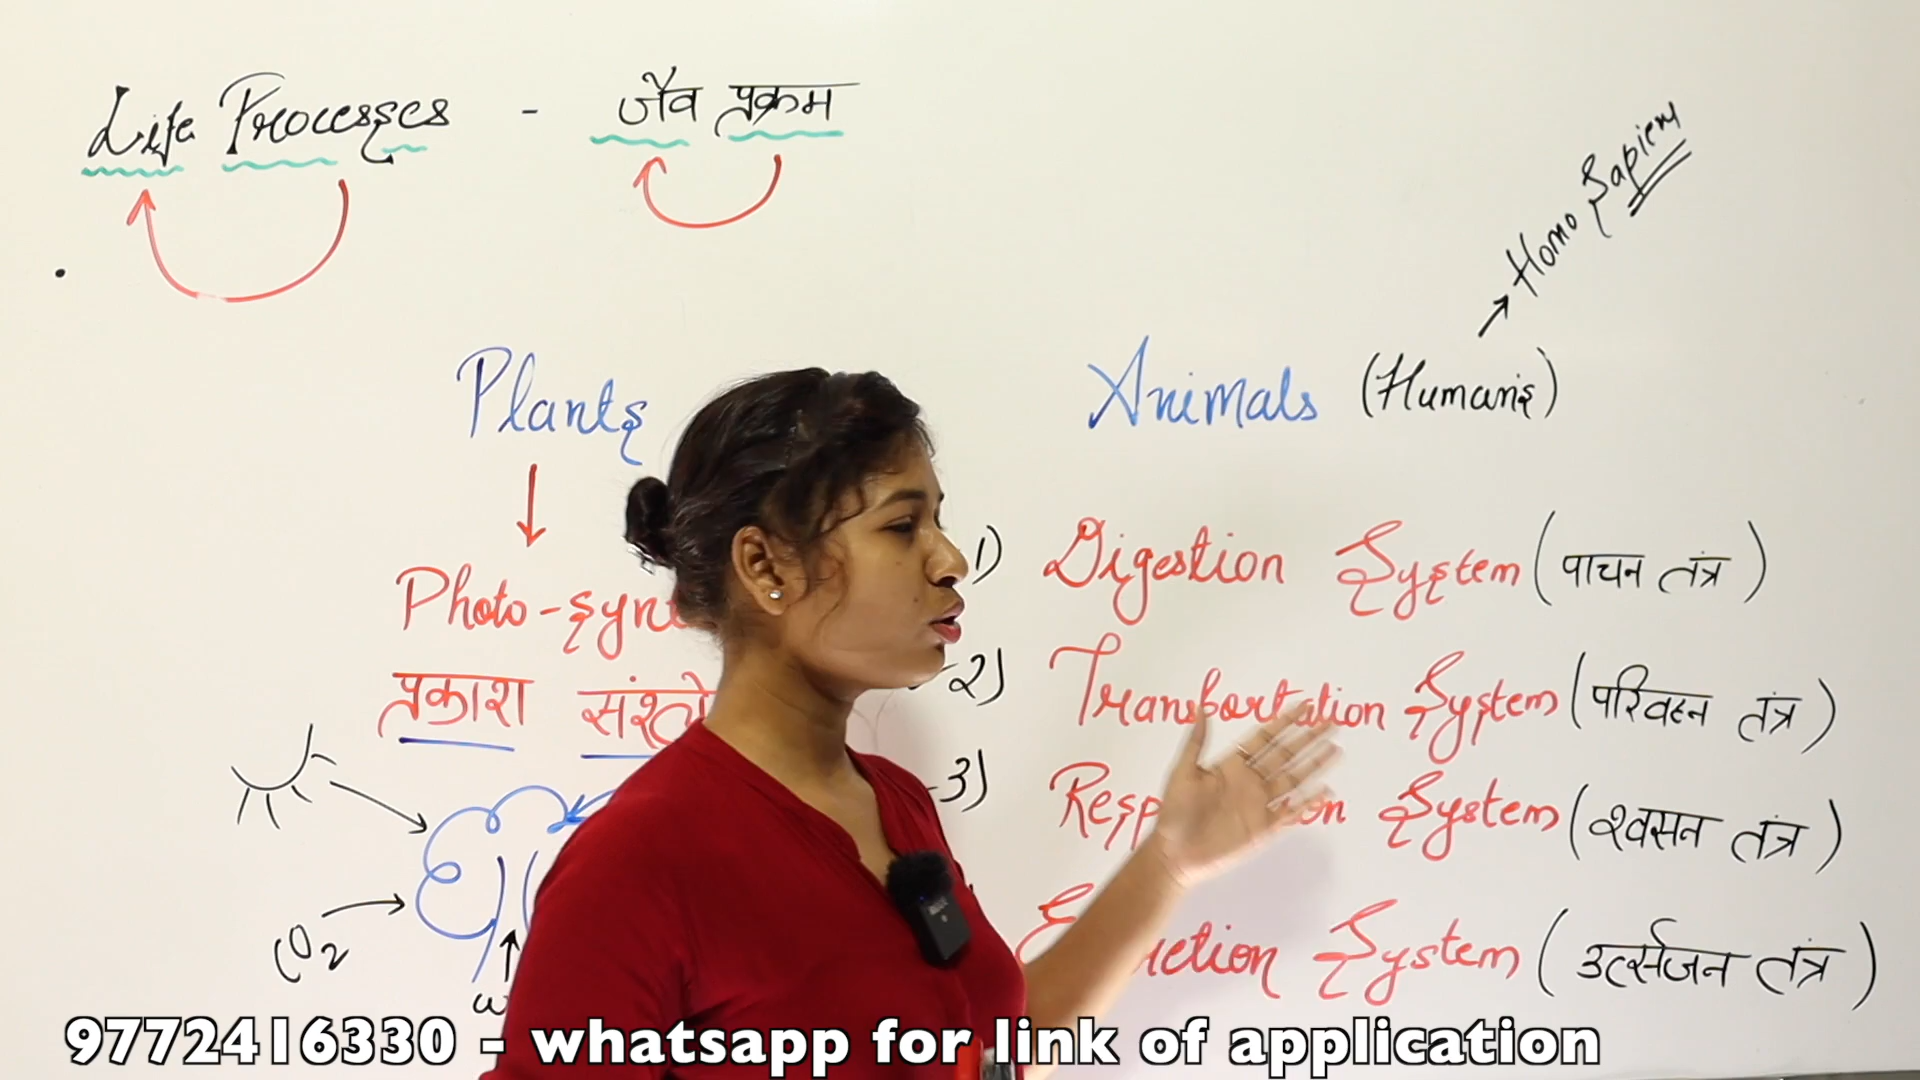 Life Processes - जैव प्रक्रम
Homo Sapiens
Plants
Animals (Humans)
Photo-synt
प्रकाश संश्ले
CO2
1) Digestion System (पाचन तंत्र)
2) Transportation System (परिवहन तंत्र)
3) System (श्वसन तंत्र)
System (उत्सर्जन तंत्र)
9772416330 - whatsapp for link of application